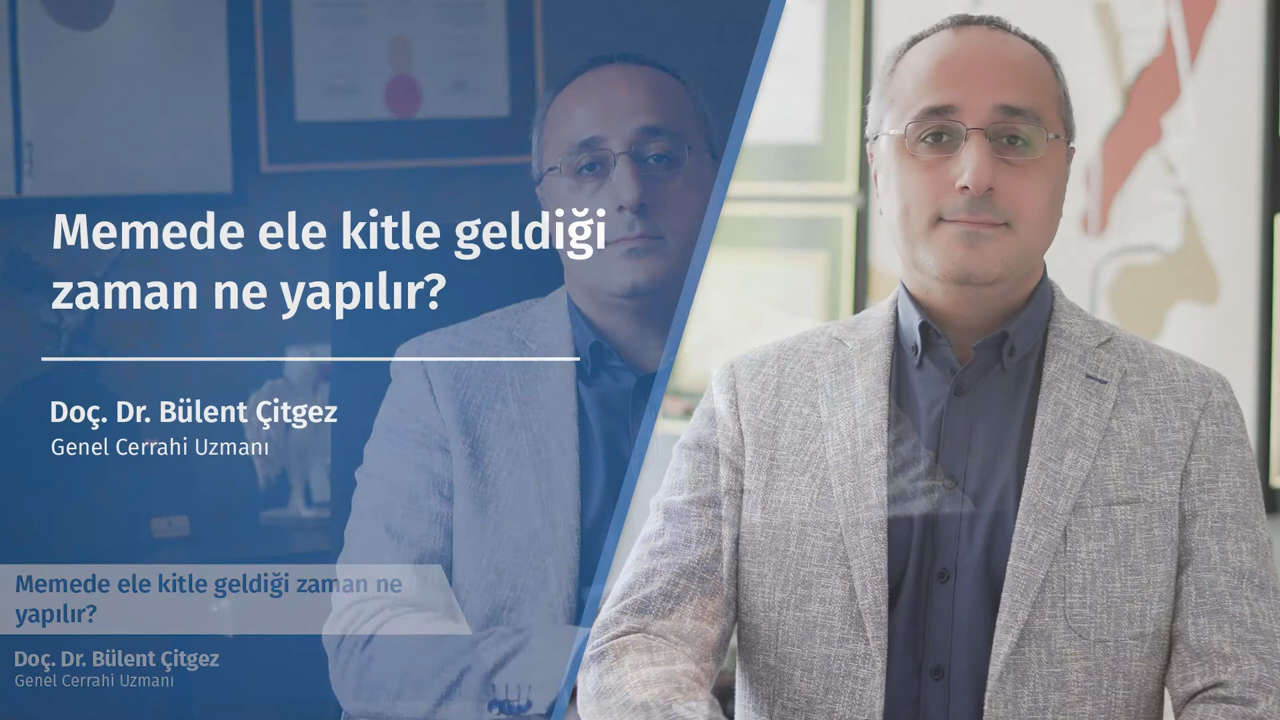 Memede ele kitle geldiği
zaman ne yapılır?
Doç. Dr. Bülent Çitgez
Genel Cerrahi Uzmanı
Memede ele kitle geldiği zaman ne
yapılır?
Doç. Dr. Bülent Çitgez
Genel Cerrahi Uzmanı